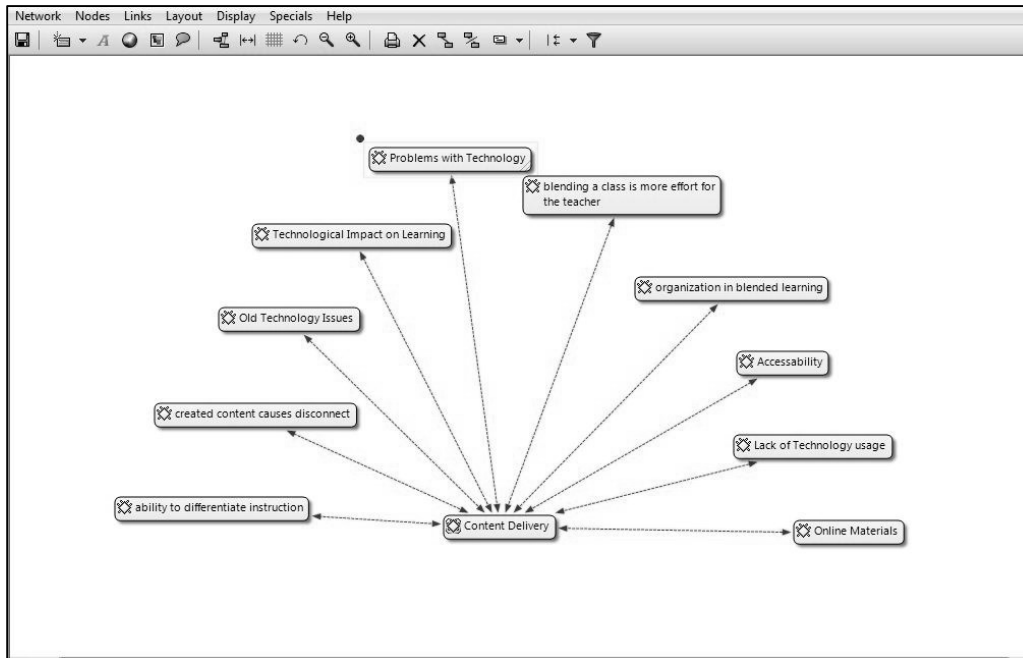 Network Nodes Links Layout Display Specials Help
Problems with Technology
blending a class is more effort for
the teacher
Technological Impact on Learning
organization in blended learning
Old Technology Issues
Accessability
created content causes disconnect
Lack of Technology usage
ability to differentiate instruction
Content Delivery
Online Materials